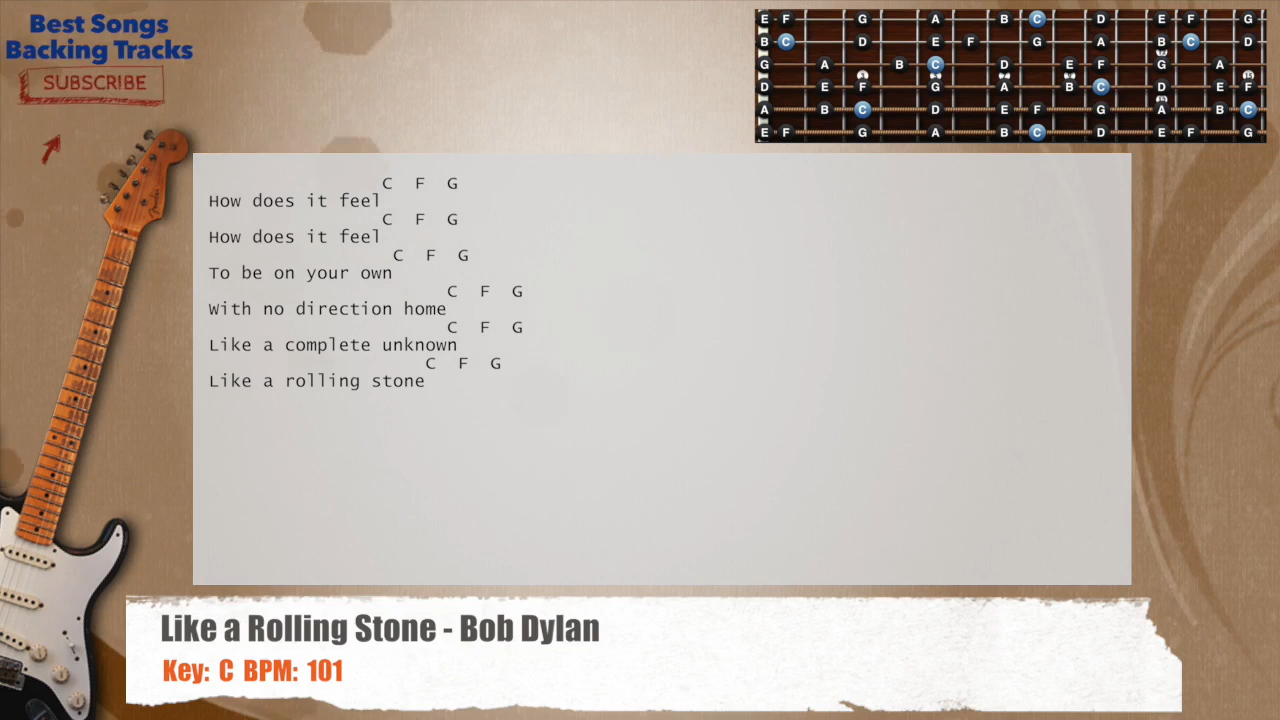 Best Songs
Backing Tracks
SUBSCRIBE
E F G A B C D E F G
B C D E F G A B C D
G A B C D E F G A
D E F G A B C D E F
A B C D E F G A B C
E F G A B C D E F G
C F G
How does it feel
C F G
How does it feel
C F G
To be on your own
C F G
With no direction home
C F G
Like a complete unknown
C F G
Like a rolling stone
Like a Rolling Stone - Bob Dylan
Key: C BPM: 101